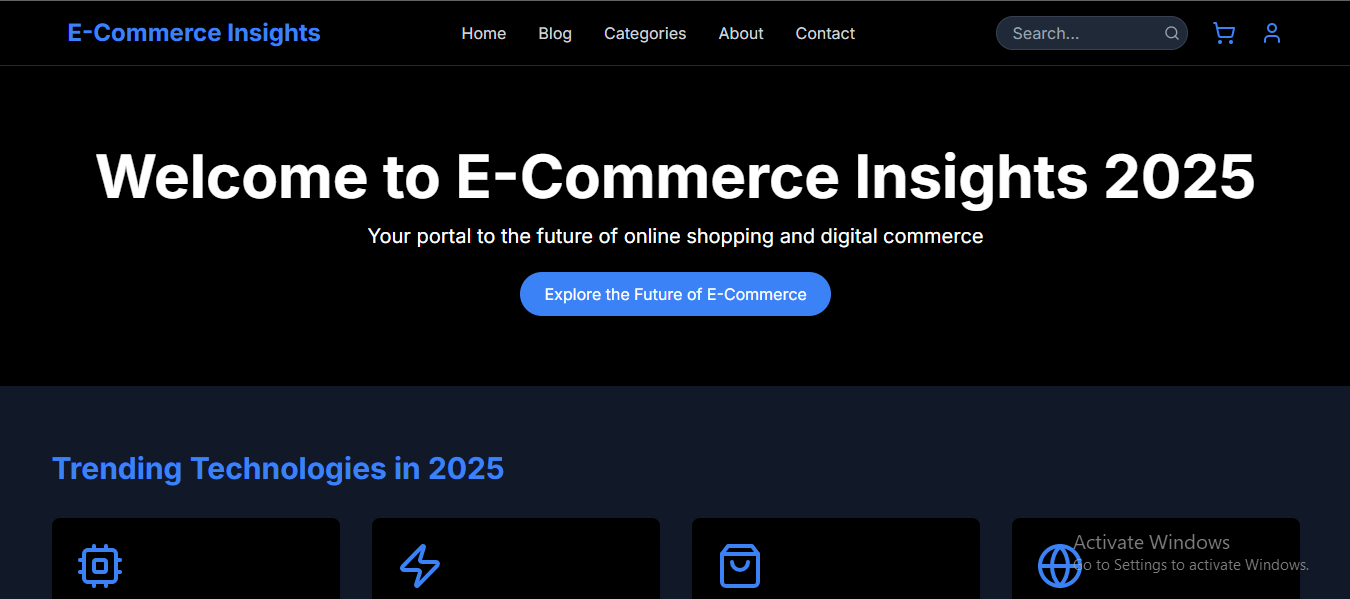 E-Commerce Insights
Home Blog Categories About Contact
Search...
Welcome to E-Commerce Insights 2025
Your portal to the future of online shopping and digital commerce
Explore the Future of E-Commerce
Trending Technologies in 2025
Activate Windows
Go to Settings to activate Windows.